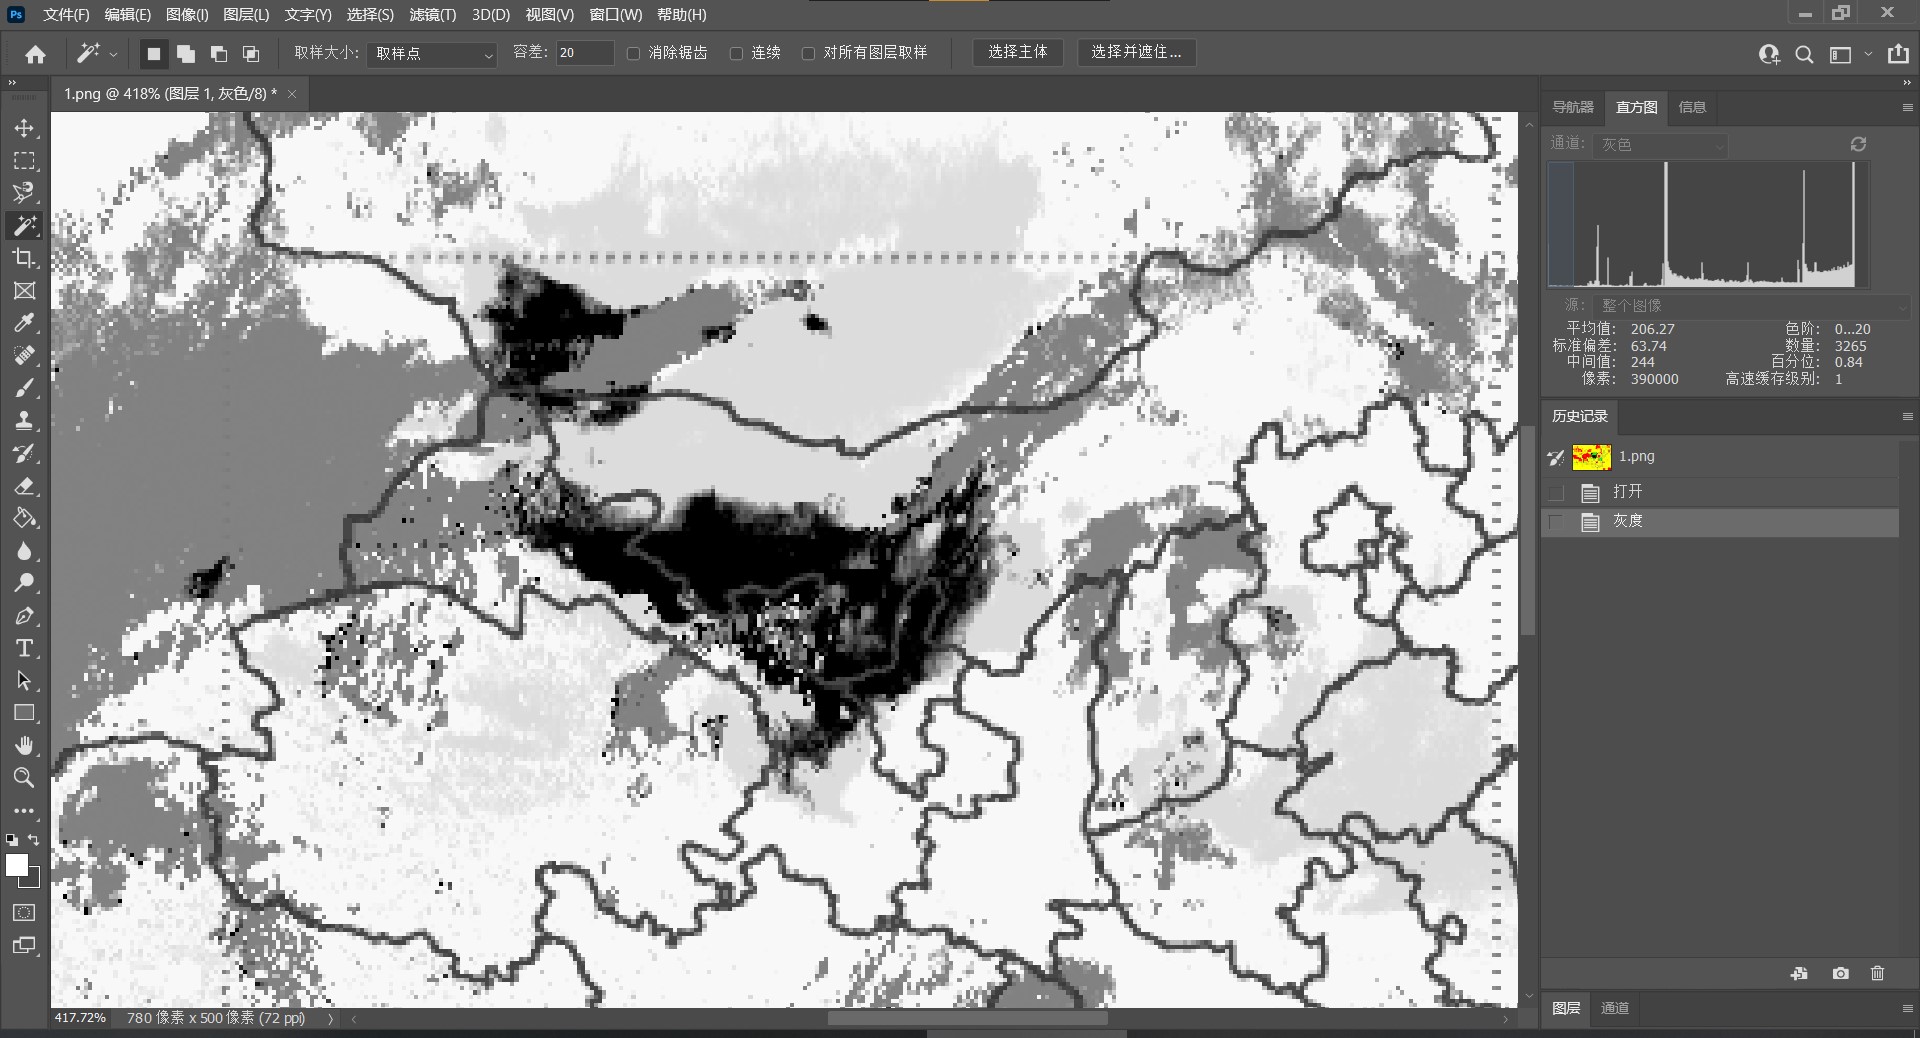 Ps 文件(F) 编辑(E) 图像(I) 图层(L) 文字(Y) 选择(S) 滤镜(T) 3D(D) 视图(V) 窗口(W) 帮助(H)
取样大小: 取样点 容差: 20 消除锯齿 连续 对所有图层取样 选择主体 选择并遮住...
1.png @ 418% (图层 1, 灰色/8) * ×
导航器 直方图 信息
通道: 灰色
源: 整个图像
平均值: 206.27 色阶: 0...20
标准偏差: 63.74 数量: 3265
中间值: 244 百分位: 0.84
像素: 390000 高速缓存级别: 1
历史记录
1.png
打开
灰度
图层 通道
417.72% 780 像素 x 500 像素 (72 ppi)